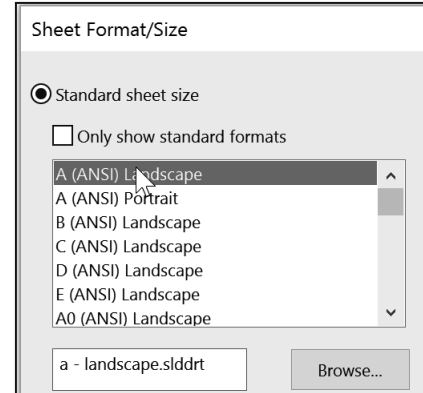 Sheet Format/Size
Standard sheet size
Only show standard formats
A (ANSI) Landscape
A (ANSI) Portrait
B (ANSI) Landscape
C (ANSI) Landscape
D (ANSI) Landscape
E (ANSI) Landscape
A0 (ANSI) Landscape
a - landscape.slddrt
Browse...